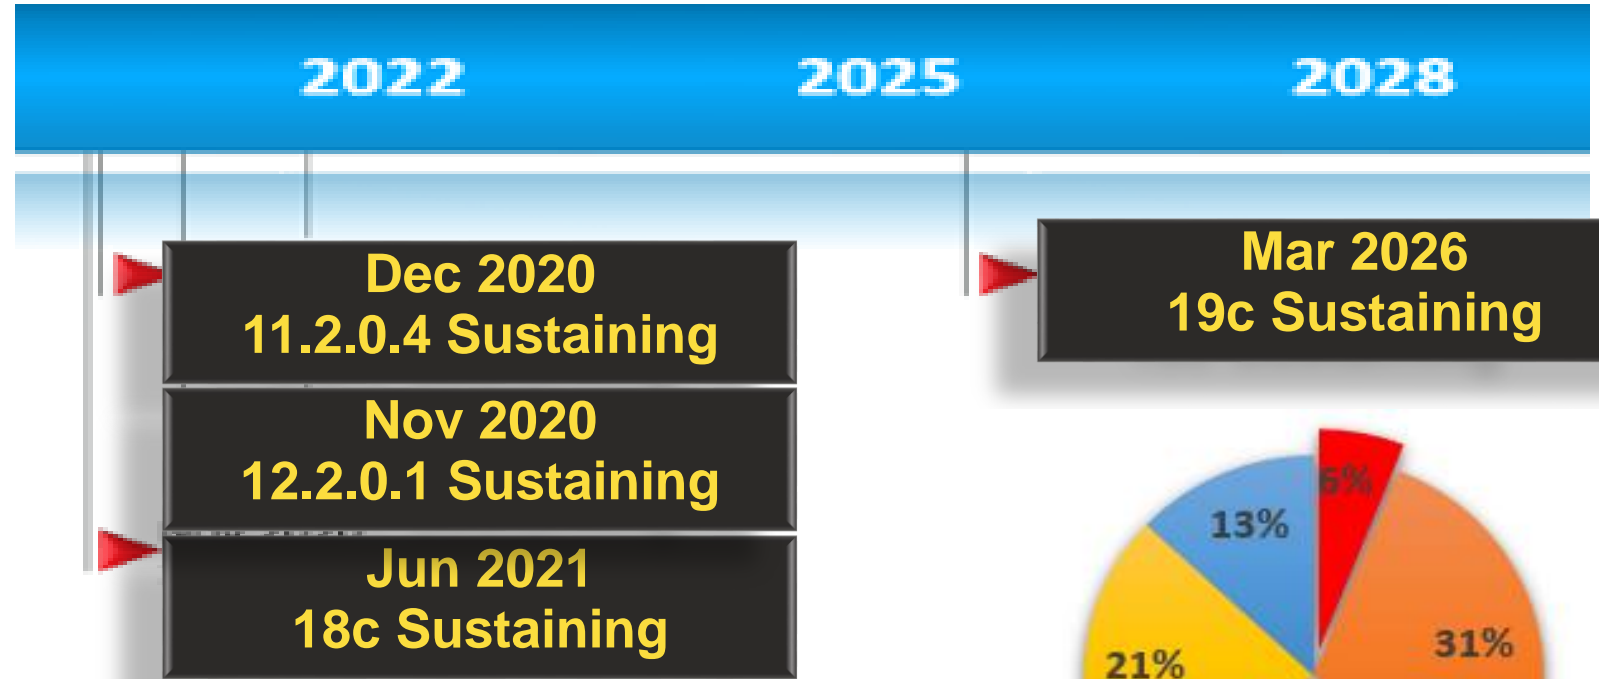 2022 2025 2028
Dec 2020
11.2.0.4 Sustaining
Nov 2020
12.2.0.1 Sustaining
Jun 2021
18c Sustaining
Mar 2026
19c Sustaining
6%
13%
31%
21%